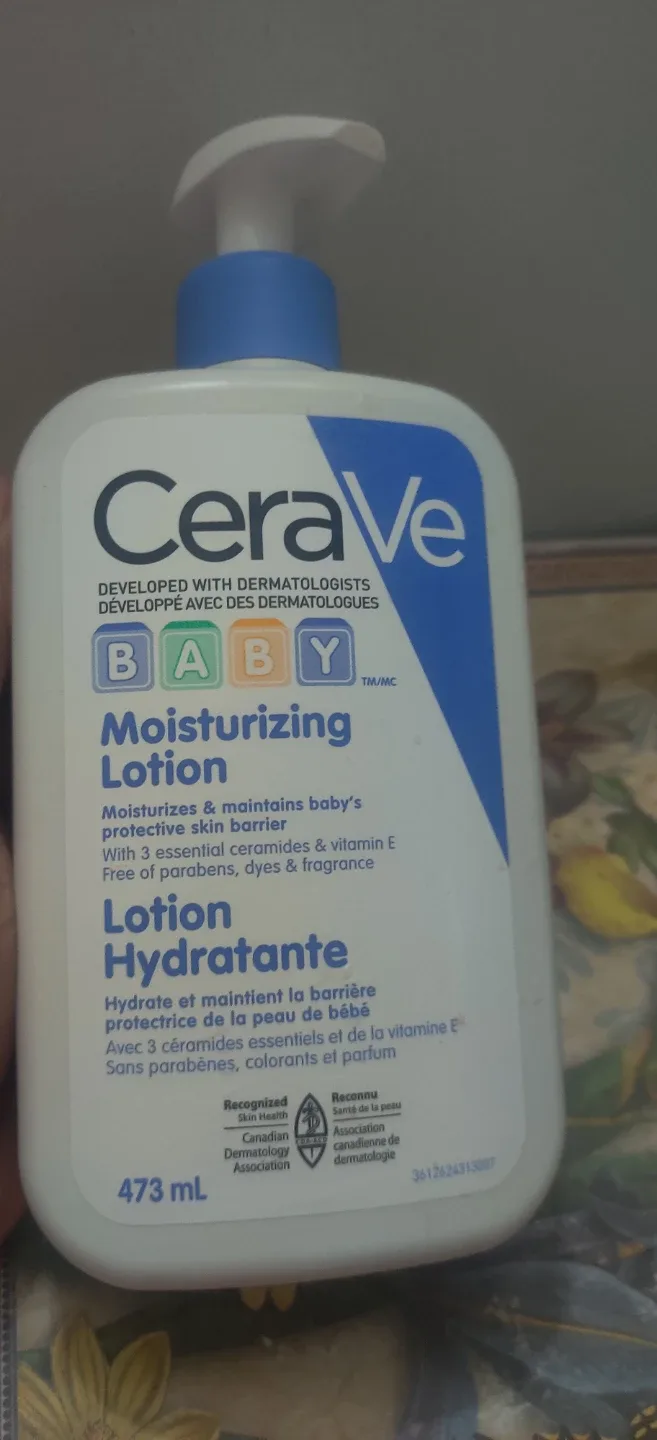 CeraVe
DEVELOPED WITH DERMATOLOGISTS
DÉVELOPPÉ AVEC DES DERMATOLOGUES
BABY TM/MC
Moisturizing
Lotion
Moisturizes & maintains baby's
protective skin barrier
With 3 essential ceramides & vitamin E
Free of parabens, dyes & fragrance
Lotion
Hydratante
Hydrate et maintient la barrière
protectrice de la peau de bébé
Avec 3 céramides essentiels et de la vitamine E
Sans parabènes, colorants et parfum
Recognized
Skin Health
Canadian
Dermatology
Association
Reconnu
Santé de la peau
Association
canadienne de
dermatologie
473 mL